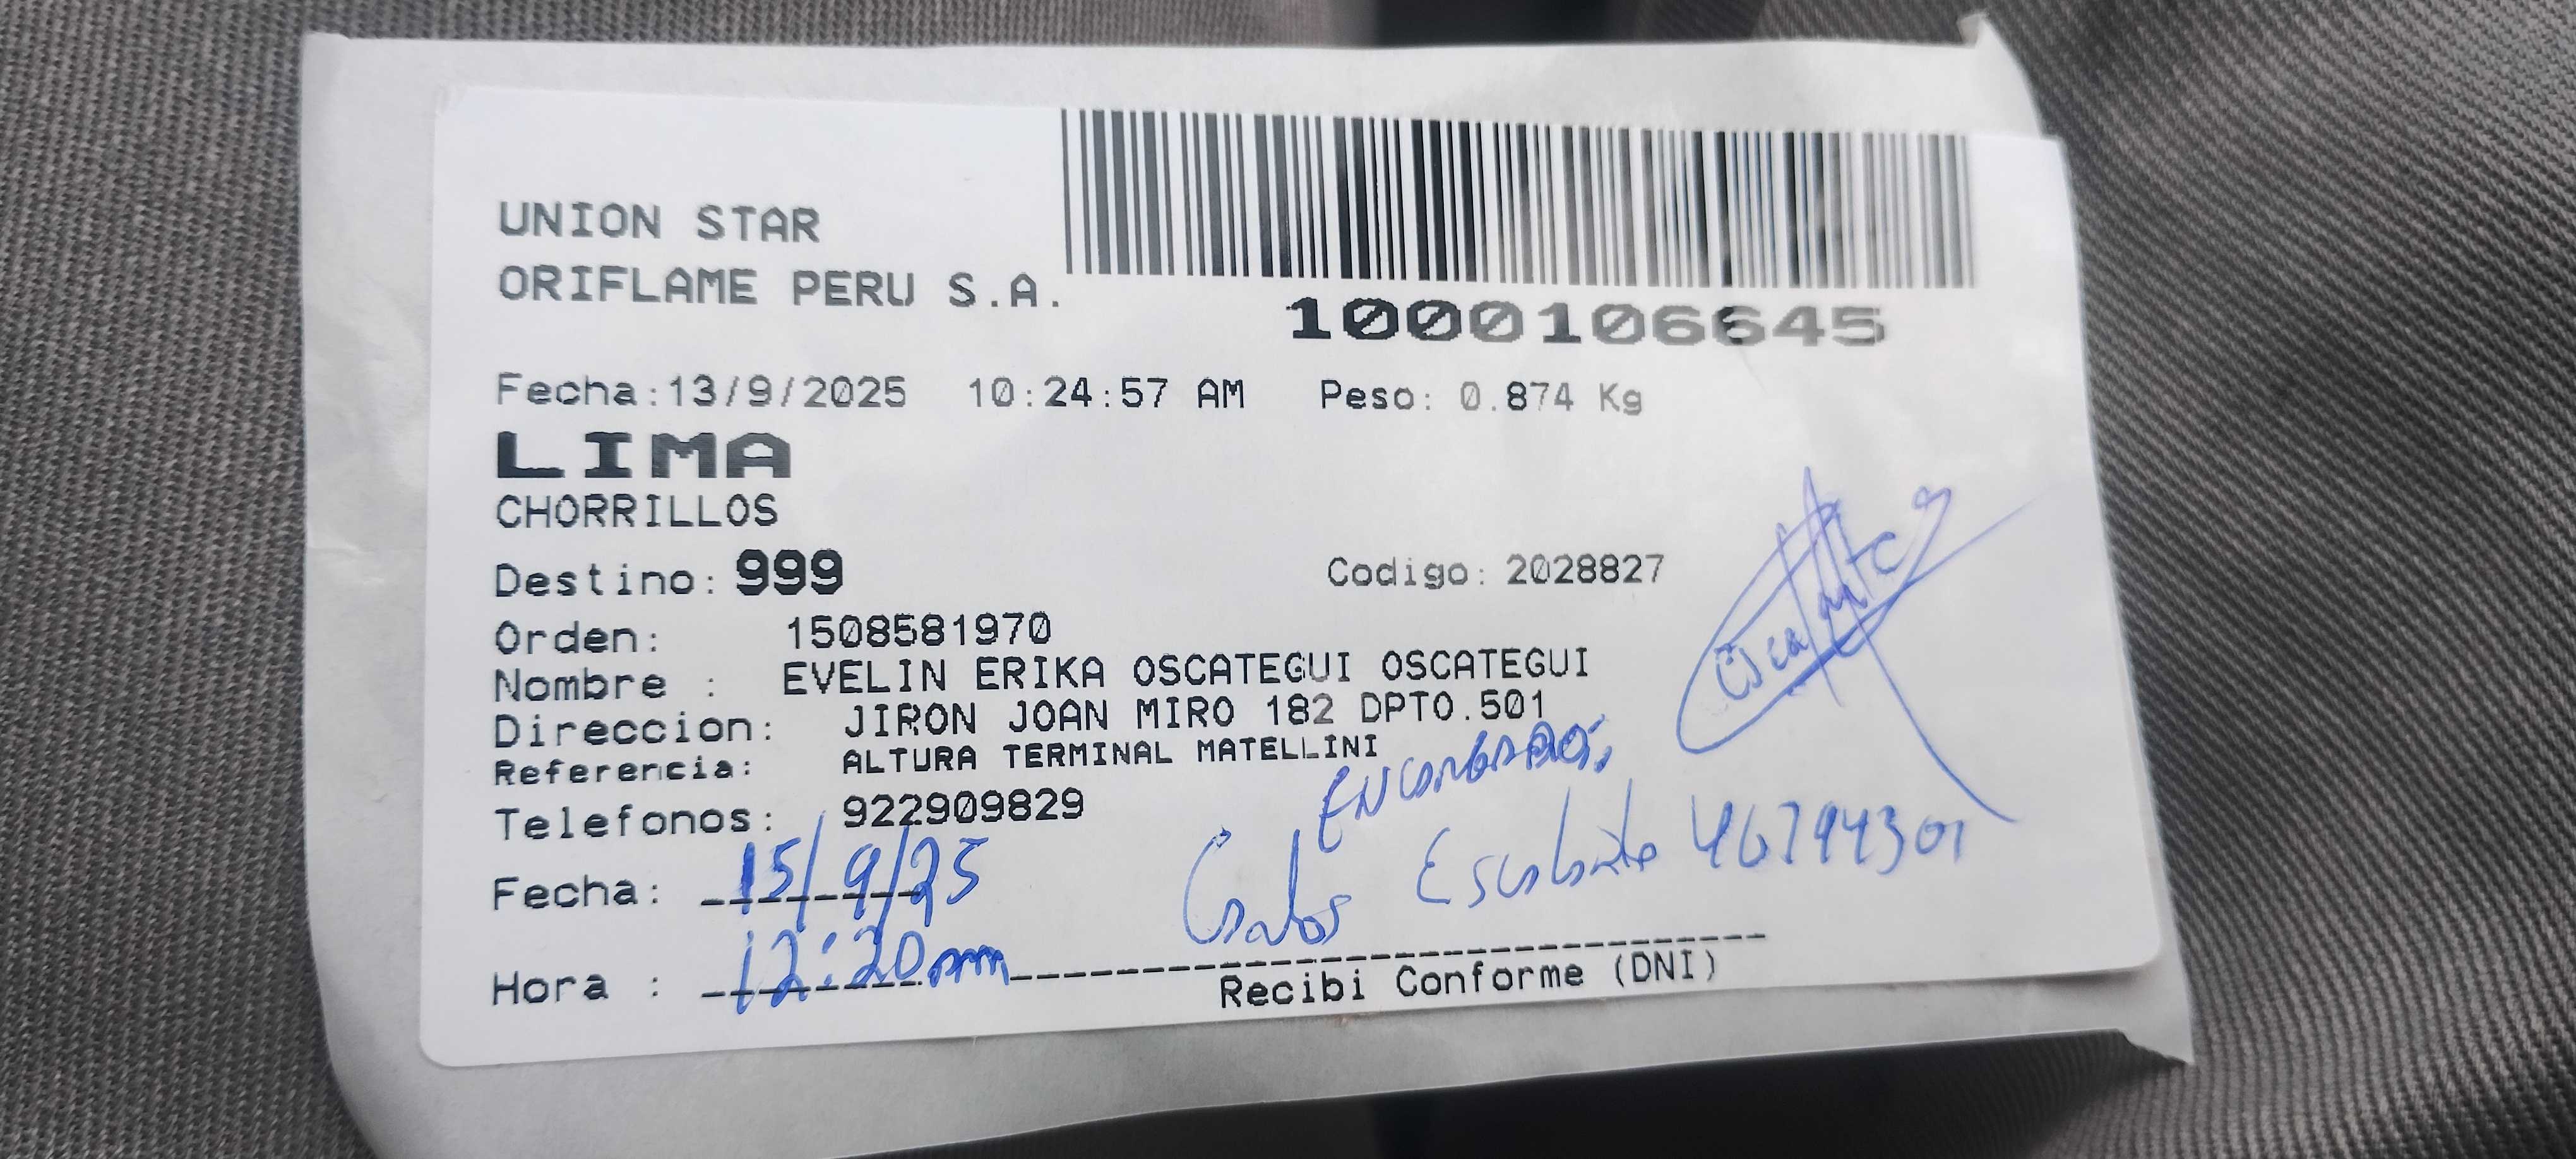 UNION STAR
ORIFLAME PERU S.A.
1000106645
Fecha:13/9/2025 10:24:57 AM Peso: 0.874 Kg
LIMA
CHORRILLOS
Destino: 999 Codigo: 2028827
Orden: 1508581970
Nombre : EVELIN ERIKA OSCATEGUI OSCATEGUI
Direccion: JIRON JOAN MIRO 182 DPTO.501
Referencia: ALTURA TERMINAL MATELLINI
Telefonos: 922909829
Fecha: 15/9/25
Carlos 46794301
Hora : 12:20pm
Recibi Conforme (DNI)